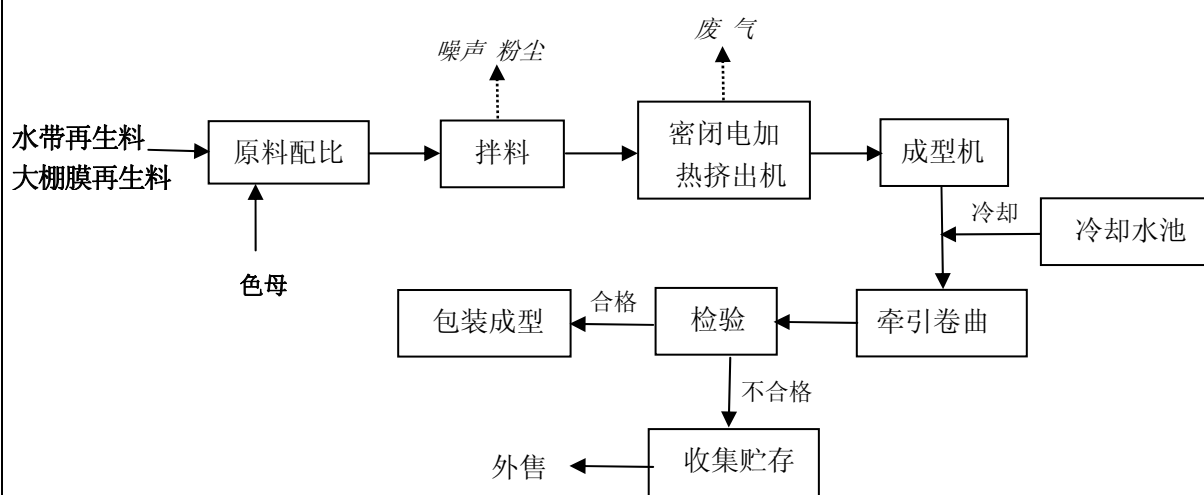 废 气
噪声 粉尘
水带再生料
大棚膜再生料
原料配比
拌料
密闭电加
热挤出机
成型机
冷却
冷却水池
色母
包装成型
合格
检验
牵引卷曲
不合格
外售
收集贮存